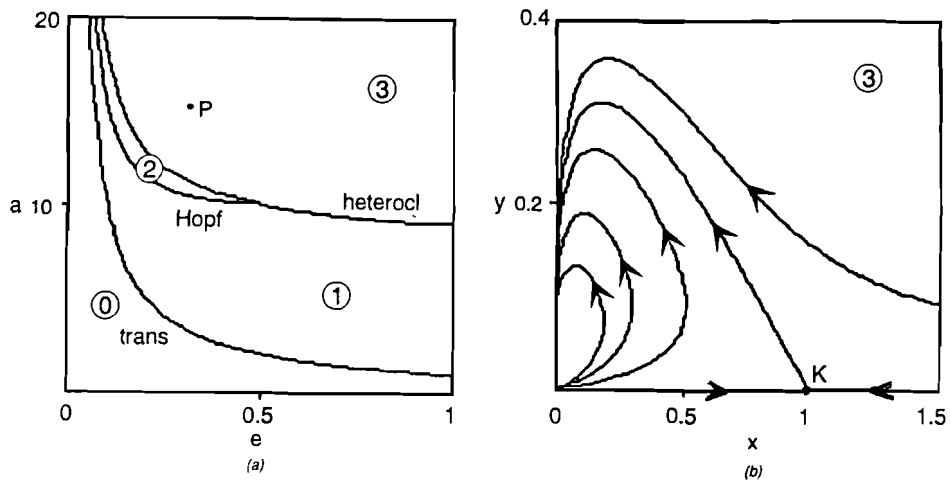 20
a 10
0
0.5
1
e
(a)
③
P
②
Hopf
heterocl
⓪
trans
①
0.4
y 0.2
0
0.5
1
1.5
x
(b)
③
K